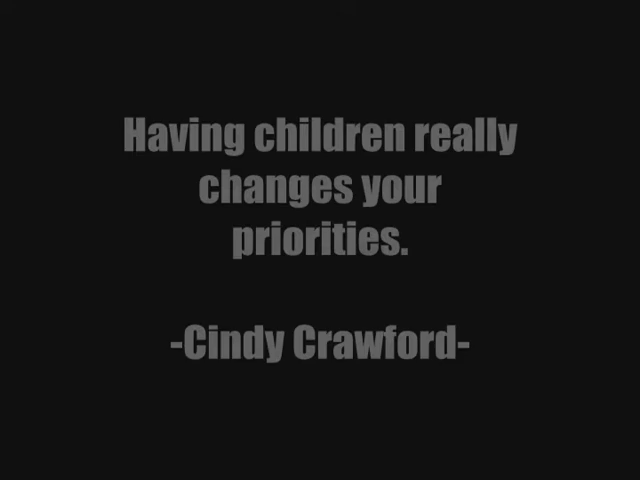 Having children really
changes your
priorities.
-Cindy Crawford-